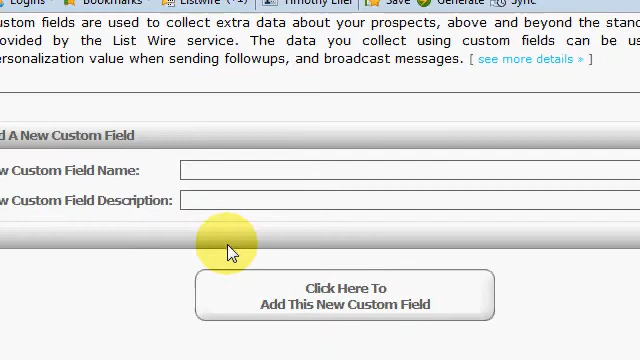 Logins Bookmarks Listwire (+1) Timothy Eller Save Generate Sync
ustom fields are used to collect extra data about your prospects, above and beyond the stan
rovided by the List Wire service. The data you collect using custom fields can be us
ersonalization value when sending followups, and broadcast messages. [ see more details » ]
d A New Custom Field
w Custom Field Name:
w Custom Field Description:
Click Here To
Add This New Custom Field